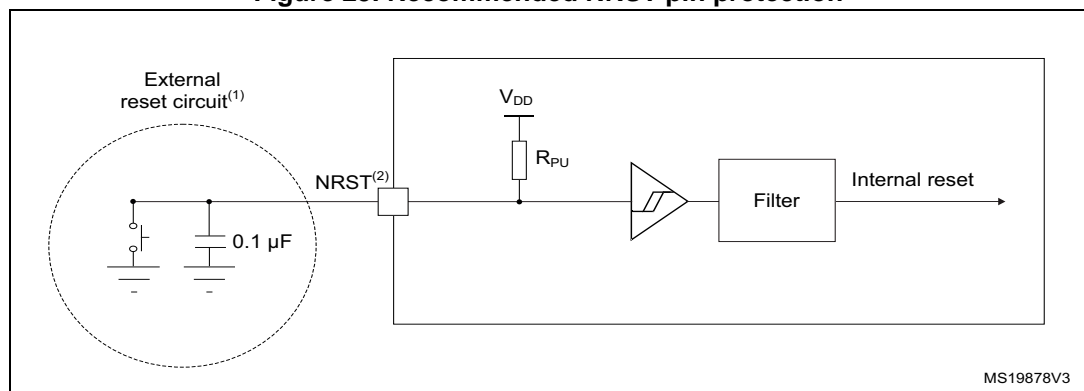 Figure 23. Recommended NRST pin protection
External
reset circuit(1)
VDD
RPU
NRST(2)
Internal reset
Filter
0.1 µF
MS19878V3